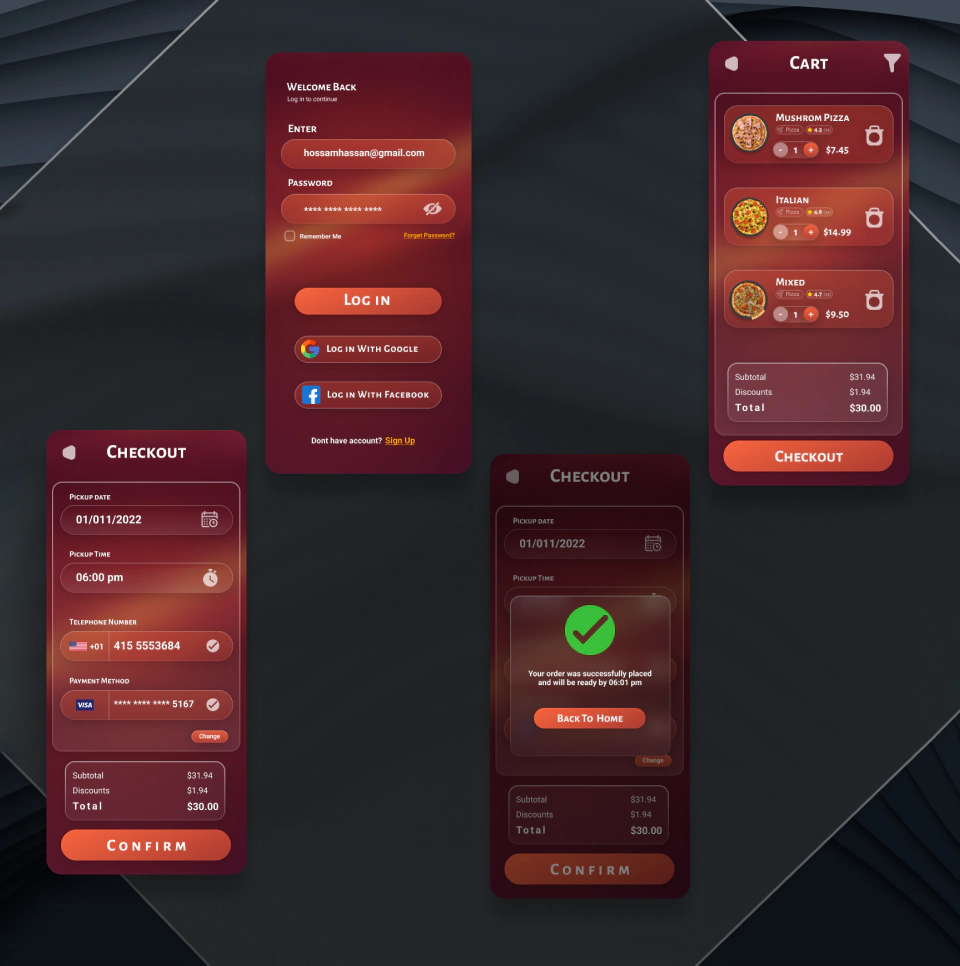 Welcome Back
Log in to continue
Enter
hossamhassan@gmail.com
Password
**** **** **** ****
Remember Me
Forget Password?
Log in
Log in With Google
Log in With Facebook
Dont have account? Sign Up
Cart
Mushrom Pizza
Pizza 4.3
- 1 + $7.45
Italian
Pizza 4.8
- 1 + $14.99
Mixed
Pizza 4.7
- 1 + $9.50
Subtotal $31.94
Discounts $1.94
Total $30.00
Checkout
Checkout
Pickup date
01/011/2022
Pickup Time
06:00 pm
Telephone Number
+01 415 5553684
Payment Method
VISA **** **** **** 5167
Change
Subtotal $31.94
Discounts $1.94
Total $30.00
Confirm
Checkout
Pickup date
01/011/2022
Pickup Time
Your order was successfully placed
and will be ready by 06:01 pm
Back To Home
Change
Subtotal $31.94
Discounts $1.94
Total $30.00
Confirm